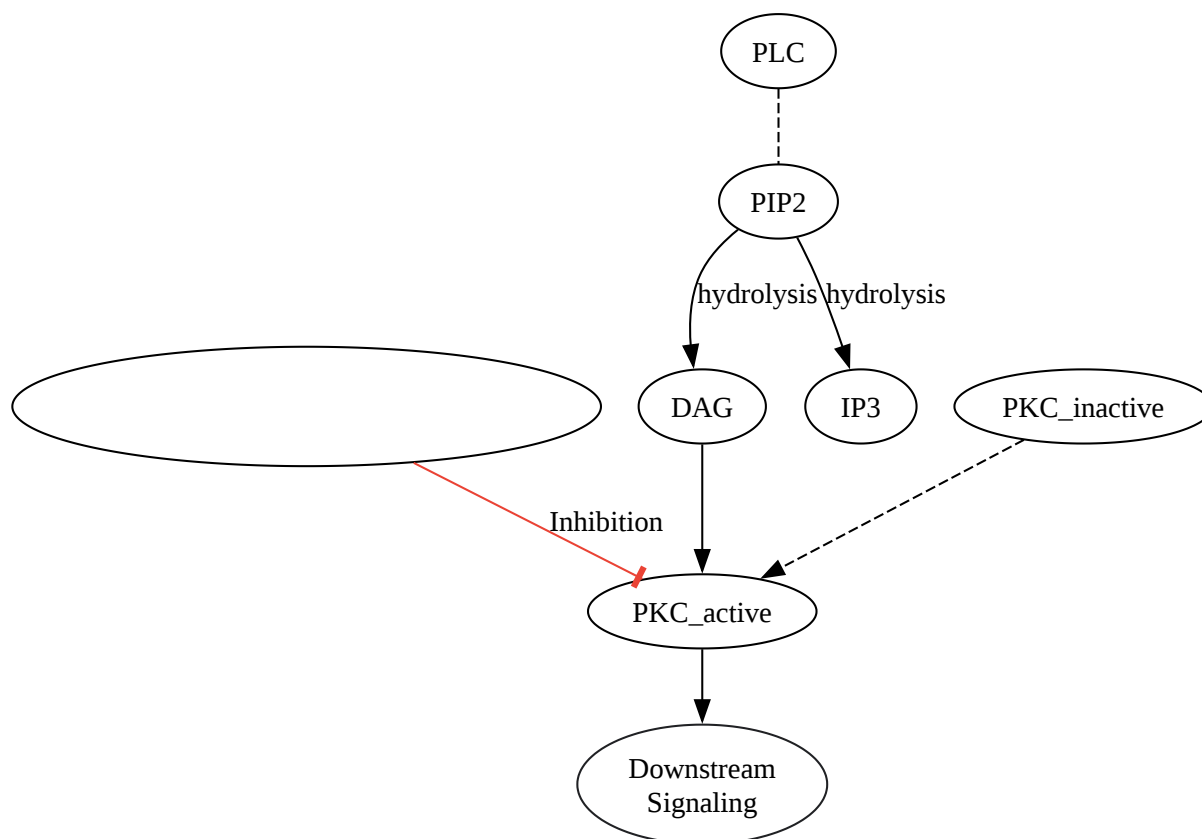 PLC
PIP2
hydrolysis
hydrolysis
DAG
IP3
PKC_inactive
Inhibition
PKC_active
Downstream
Signaling